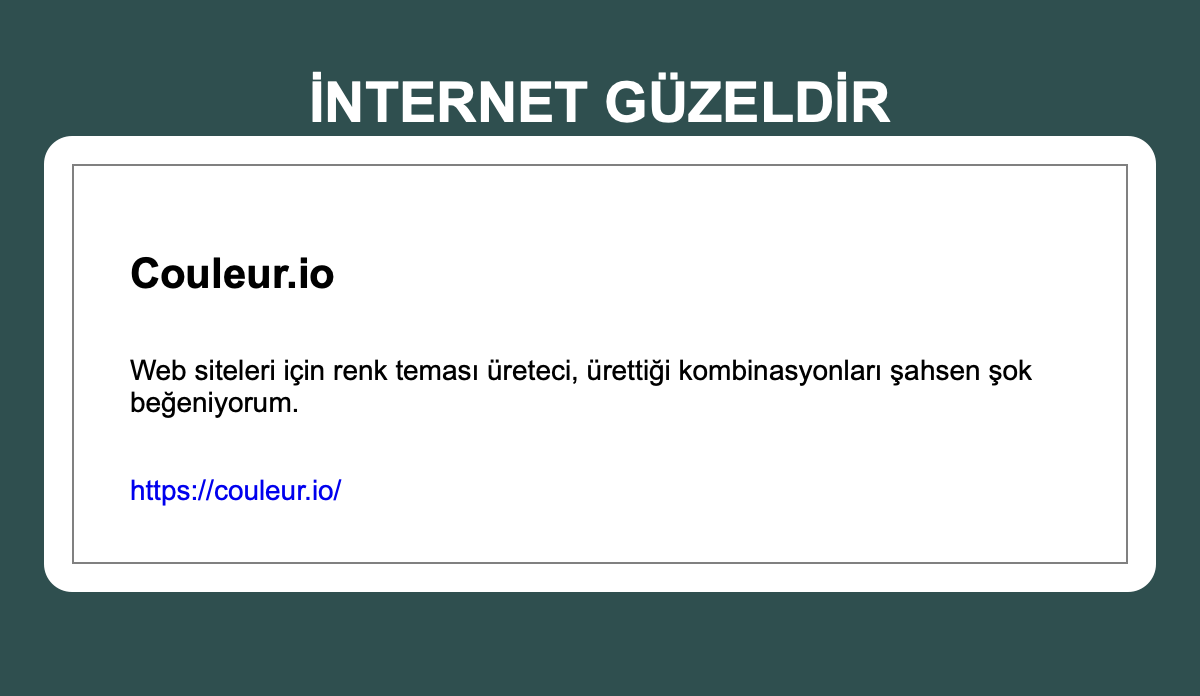 İNTERNET GÜZELDİR
Couleur.io
Web siteleri için renk teması üreteci, ürettiği kombinasyonları şahsen şok
beğeniyorum.
https://couleur.io/